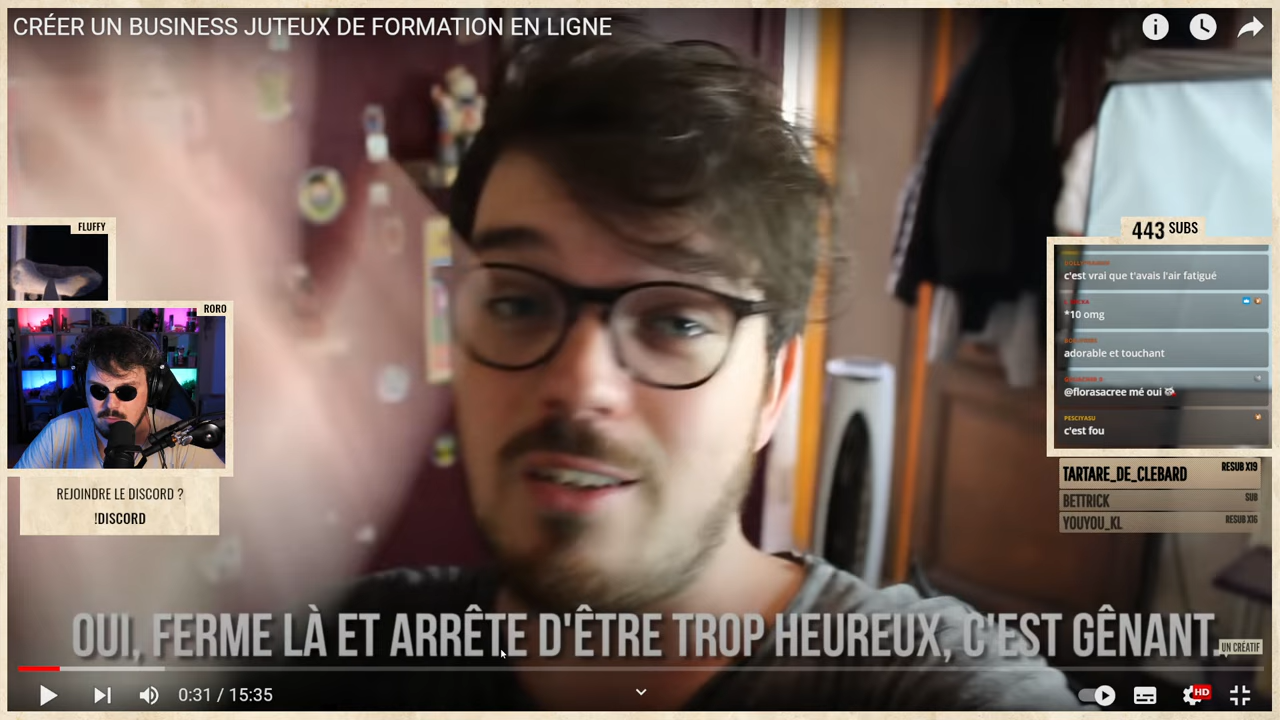 CRÉER UN BUSINESS JUTEUX DE FORMATION EN LIGNE
FLUFFY
RORO
REJOINDRE LE DISCORD ?
!DISCORD
443 SUBS
c'est vrai que t'avais l'air fatigué
*10 omg
adorable et touchant
@florasacree mé oui
PESCIYASU
c'est fou
TARTARE_DE_CLEBARD RESUB X19
BETTRICK SUB
YOUYOU_KL RESUB X16
OUI, FERME LÀ ET ARRÊTE D'ÊTRE TROP HEUREUX, C'EST GÊNANT.
UN CRÉATIF
0:31 / 15:35
HD